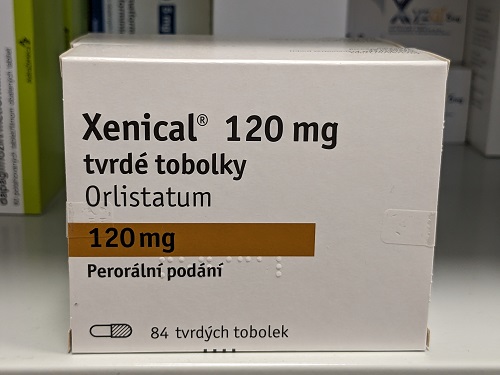 Xenical® 120 mg
tvrdé tobolky
Orlistatum
120 mg
Perorální podání
84 tvrdých tobolek